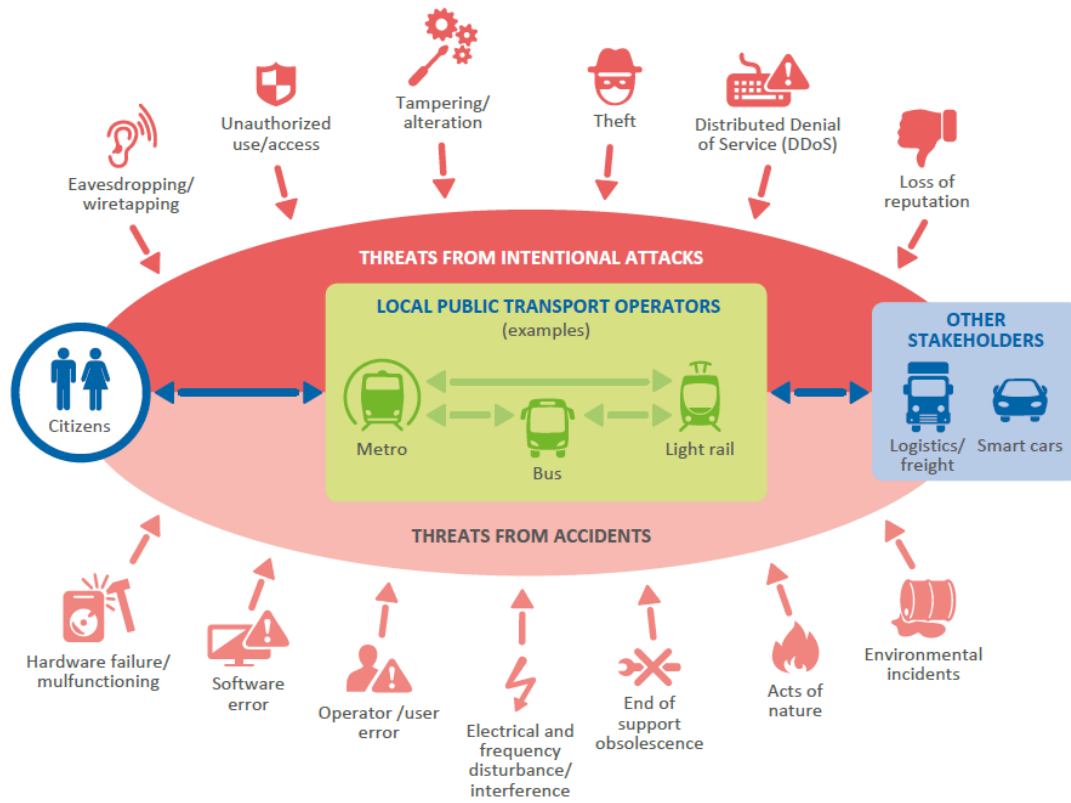 Tampering/
alteration
Theft
Unauthorized
use/access
Distributed Denial
of Service (DDoS)
Eavesdropping/
wiretapping
Loss of
reputation
THREATS FROM INTENTIONAL ATTACKS
LOCAL PUBLIC TRANSPORT OPERATORS
(examples)
OTHER
STAKEHOLDERS
Citizens
Metro
Bus
Light rail
Logistics/
freight
Smart cars
THREATS FROM ACCIDENTS
Hardware failure/
mulfunctioning
Software
error
Operator /user
error
Electrical and
frequency
disturbance/
interference
End of
support
obsolescence
Acts of
nature
Environmental
incidents